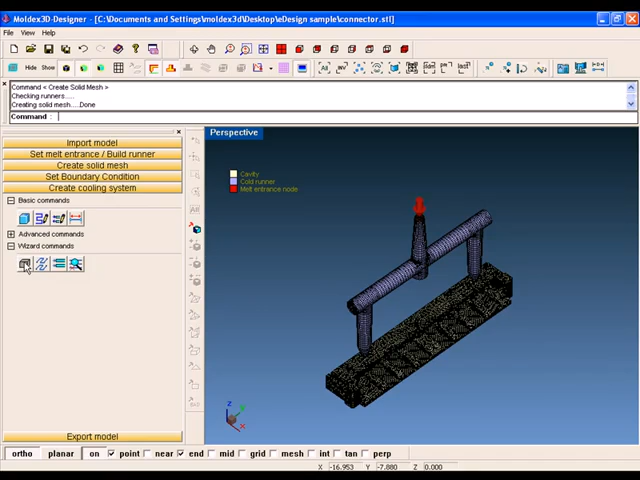 Moldex3D-Designer - [C:\Documents and Settings\moldex3d\Desktop\eDesign sample\connector.stl]
File View Help
Hide Show
Command < Create Solid Mesh >
Checking runners.....
Creating solid mesh....Done
Command :
Import model
Set melt entrance / Build runner
Create solid mesh
Set Boundary Condition
Create cooling system
Basic commands
Advanced commands
Wizard commands
Export model
Perspective
Cavity
Cold runner
Melt entrance node
z
x
ortho planar on point near end mid grid mesh int tan perp
X -16.953 Y -7.880 Z 0.000